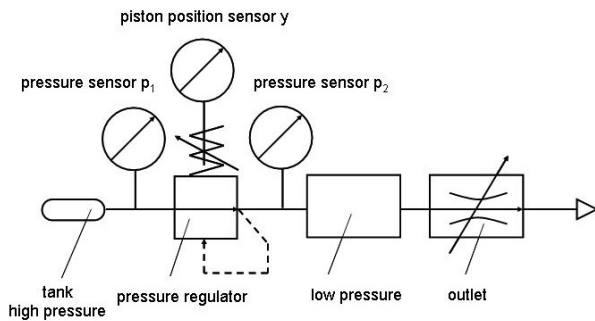 piston position sensor y
pressure sensor p₁
pressure sensor p₂
tank
high pressure
pressure regulator
low pressure
outlet